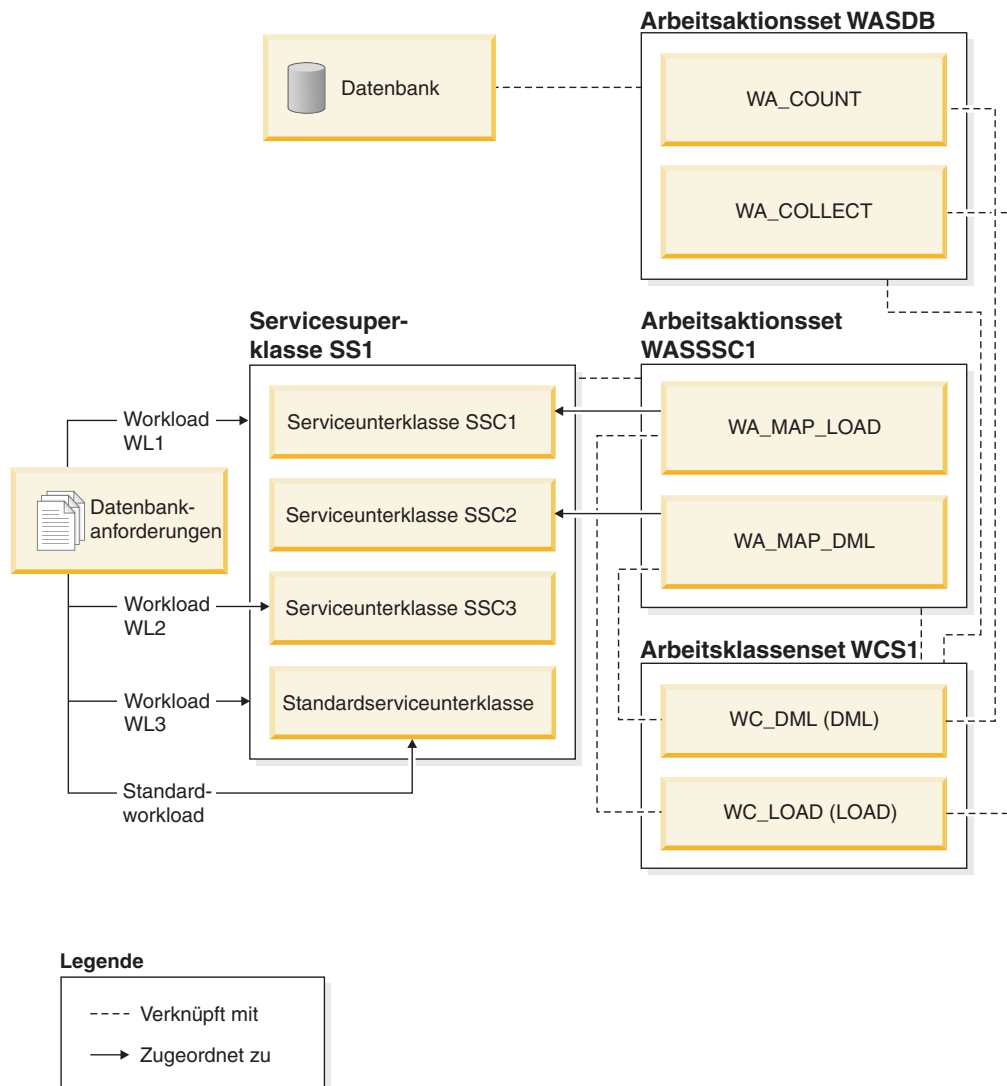 Arbeitsaktionsset WASDB
Datenbank
WA_COUNT
WA_COLLECT
Servicesuper-
klasse SS1
Arbeitsaktionsset
WASSSC1
Workload
WL1
Serviceunterklasse SSC1
WA_MAP_LOAD
Datenbank-
anforderungen
Serviceunterklasse SSC2
WA_MAP_DML
Workload
WL2
Serviceunterklasse SSC3
Arbeitsklassenset WCS1
Workload
WL3
Standardserviceunterklasse
WC_DML (DML)
Standard-
workload
WC_LOAD (LOAD)
Legende
Verknüpft mit
Zugeordnet zu